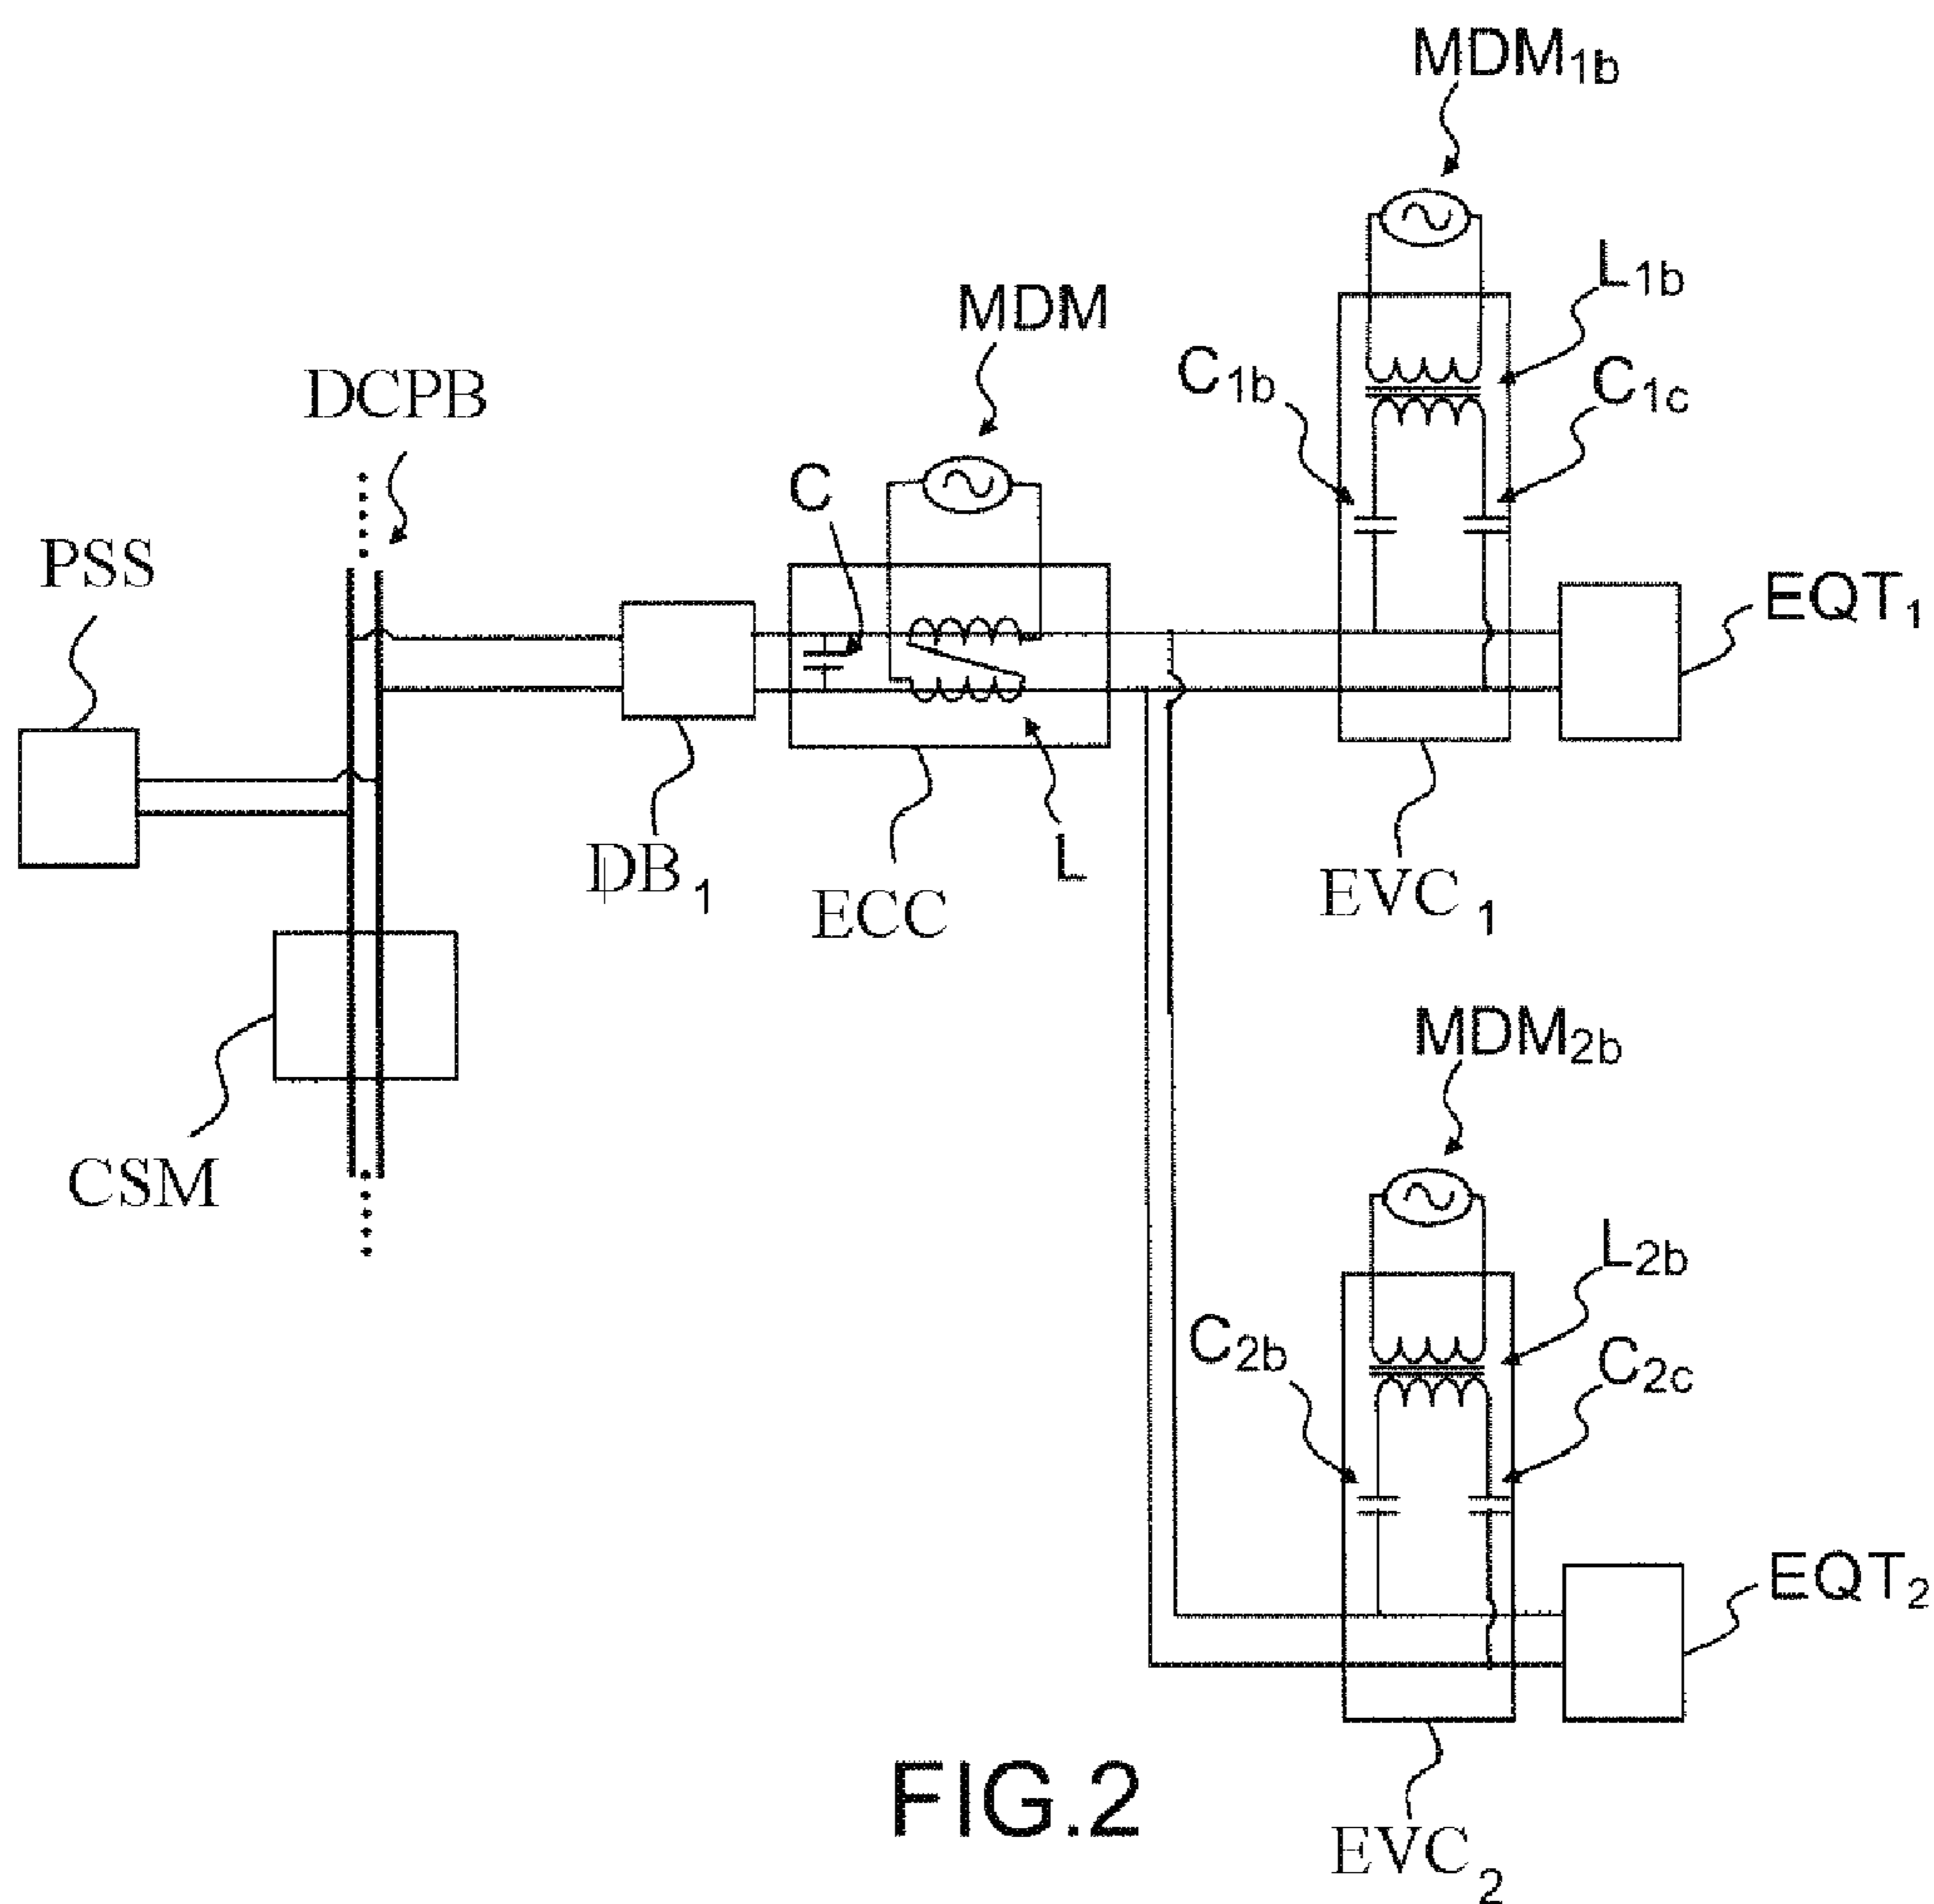 MDM1b
L1b
MDM
C1b
C1c
DCPB
C
PSS
EQT1
DB1
L
ECC
EVC1
CSM
MDM2b
L2b
C2b
C2c
EQT2
FIG.2
EVC2